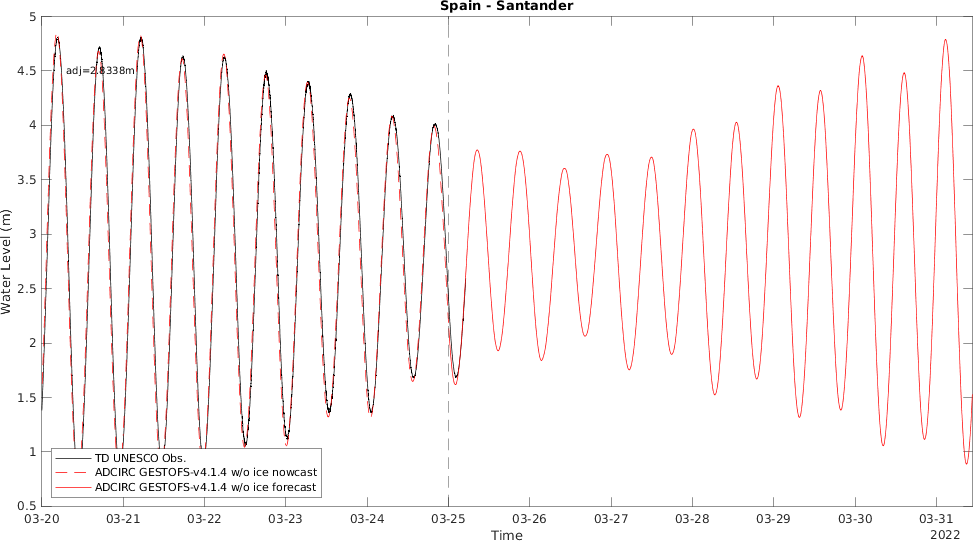 Spain - Santander
5
4.5
4
3.5
3
2.5
2
1.5
1
0.5
Water Level (m)
adj=2.8338m
TD UNESCO Obs.
ADCIRC GESTOFS-v4.1.4 w/o ice nowcast
ADCIRC GESTOFS-v4.1.4 w/o ice forecast
03-20 03-21 03-22 03-23 03-24 03-25 03-26 03-27 03-28 03-29 03-30 03-31
Time
2022